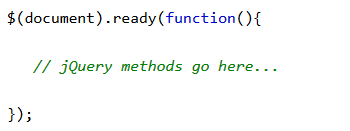 $(document).ready(function(){
// jQuery methods go here...
});